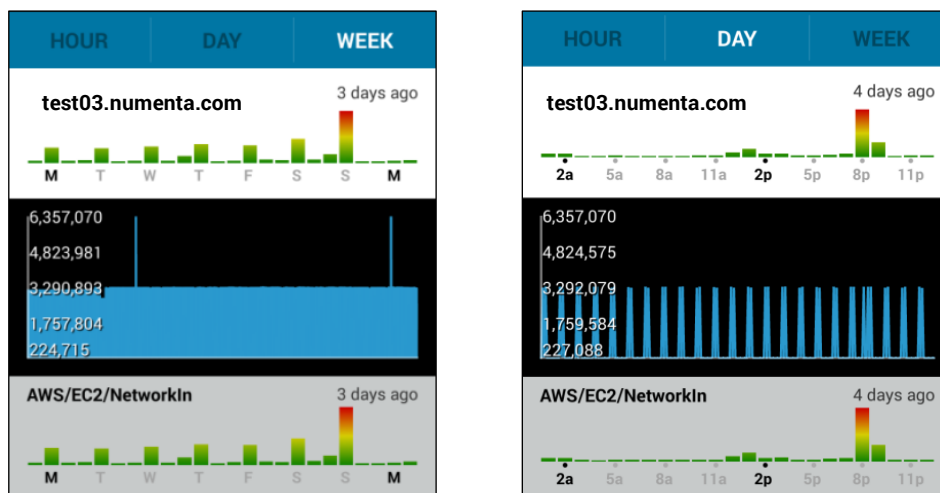 HOUR DAY WEEK
test03.numenta.com
3 days ago
M T W T F S S M
6,357,070
4,823,981
3,290,893
1,757,804
224,715
AWS/EC2/NetworkIn
3 days ago
M T W T F S S M
HOUR DAY WEEK
test03.numenta.com
4 days ago
2a 5a 8a 11a 2p 5p 8p 11p
6,357,070
4,824,575
3,292,079
1,759,584
227,088
AWS/EC2/NetworkIn
4 days ago
2a 5a 8a 11a 2p 5p 8p 11p